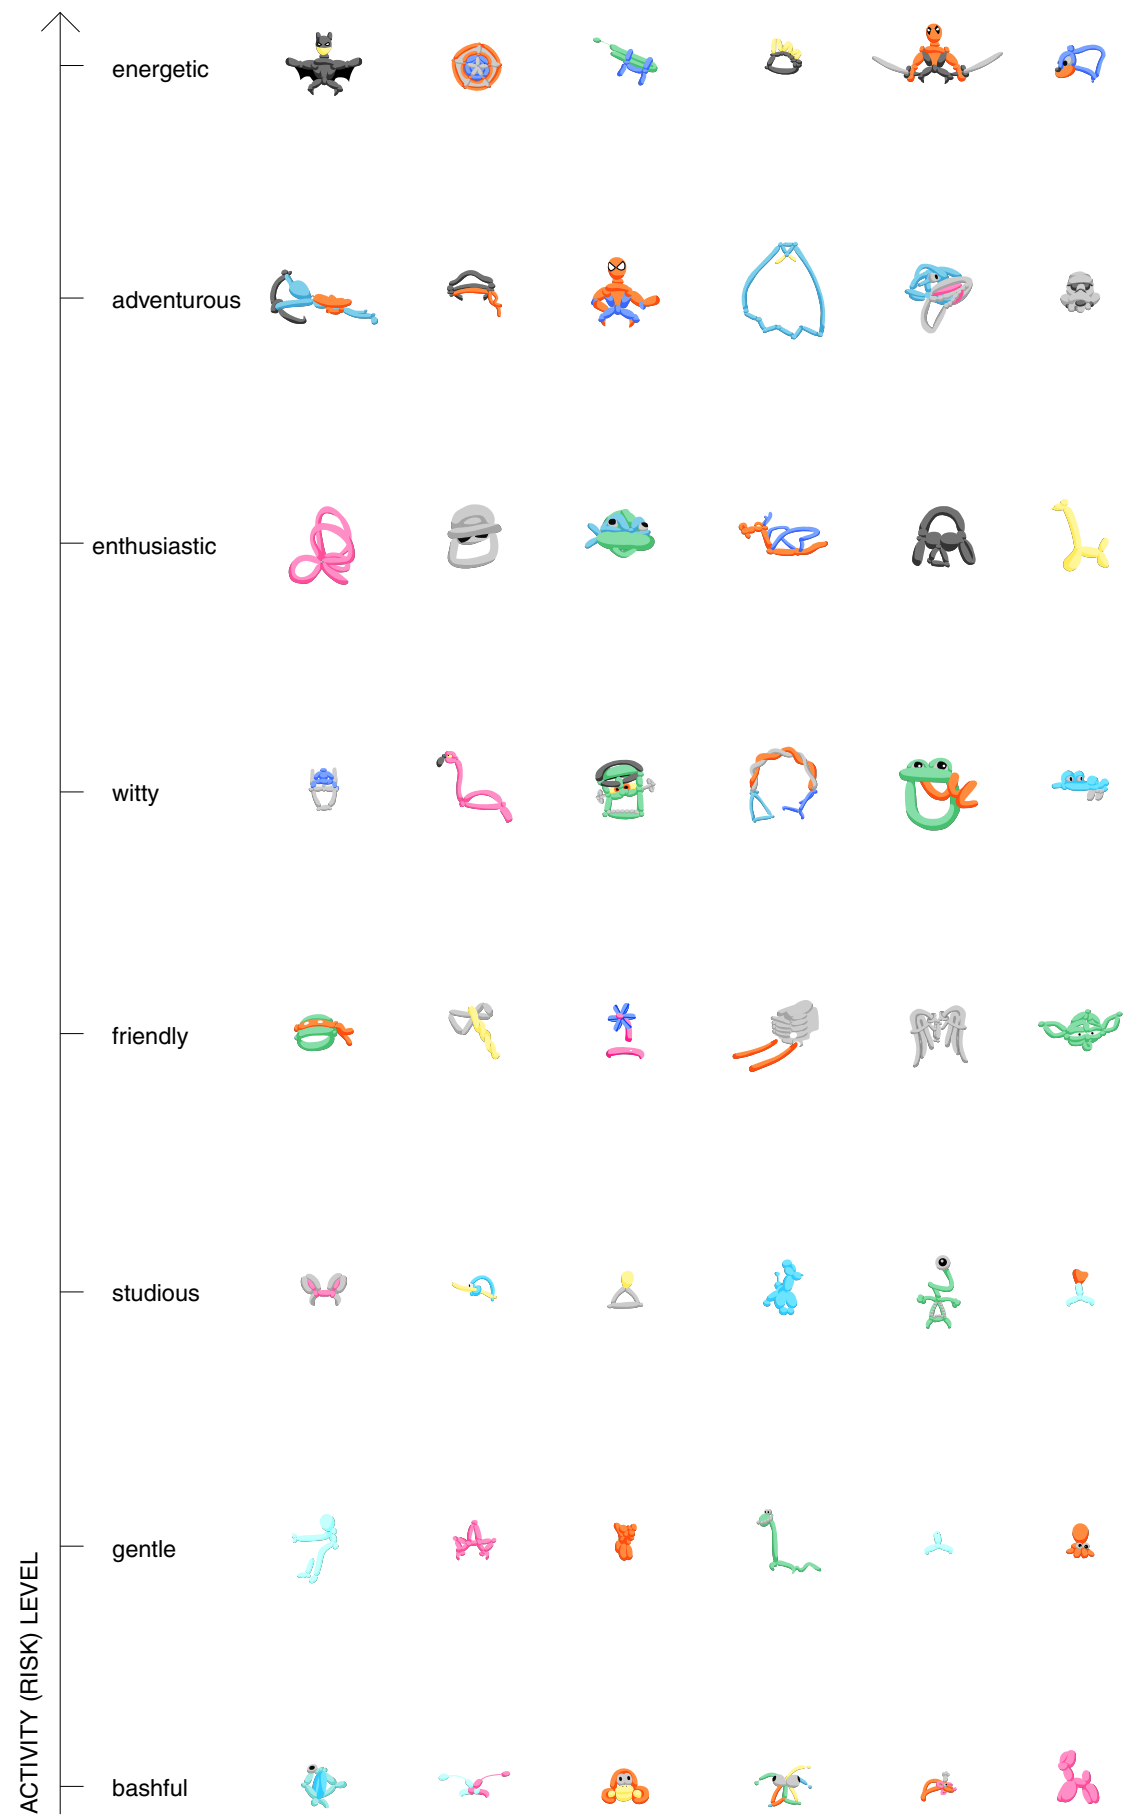 energetic
adventurous
enthusiastic
witty
friendly
studious
gentle
bashful
ACTIVITY (RISK) LEVEL